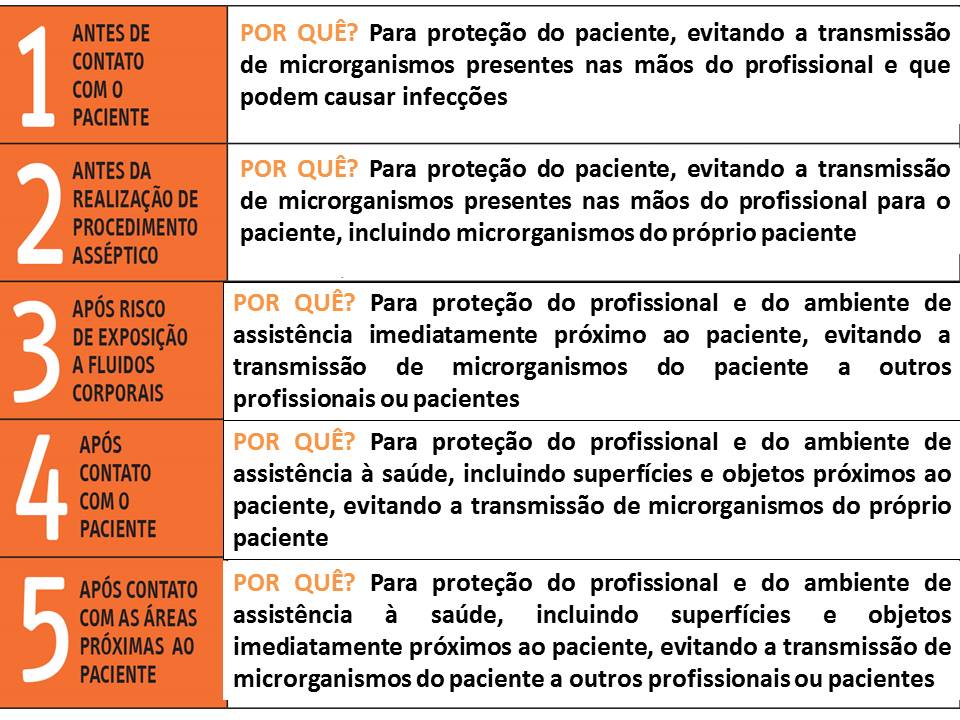 1
ANTES DE
CONTATO
COM O
PACIENTE
POR QUÊ? Para proteção do paciente, evitando a transmissão
de microrganismos presentes nas mãos do profissional e que
podem causar infecções
2
ANTES DA
REALIZAÇÃO DE
PROCEDIMENTO
ASSÉPTICO
POR QUÊ? Para proteção do paciente, evitando a transmissão
de microrganismos presentes nas mãos do profissional para o
paciente, incluindo microrganismos do próprio paciente
3
APÓS RISCO
DE EXPOSIÇÃO
A FLUIDOS
CORPORAIS
POR QUÊ? Para proteção do profissional e do ambiente de
assistência imediatamente próximo ao paciente, evitando a
transmissão de microrganismos do paciente a outros
profissionais ou pacientes
4
APÓS
CONTATO
COM O
PACIENTE
POR QUÊ? Para proteção do profissional e do ambiente de
assistência à saúde, incluindo superfícies e objetos próximos ao
paciente, evitando a transmissão de microrganismos do próprio
paciente
5
APÓS CONTATO
COM AS ÁREAS
PRÓXIMAS AO
PACIENTE
POR QUÊ? Para proteção do profissional e do ambiente de
assistência à saúde, incluindo superfícies e objetos
imediatamente próximos ao paciente, evitando a transmissão de
microrganismos do paciente a outros profissionais ou pacientes